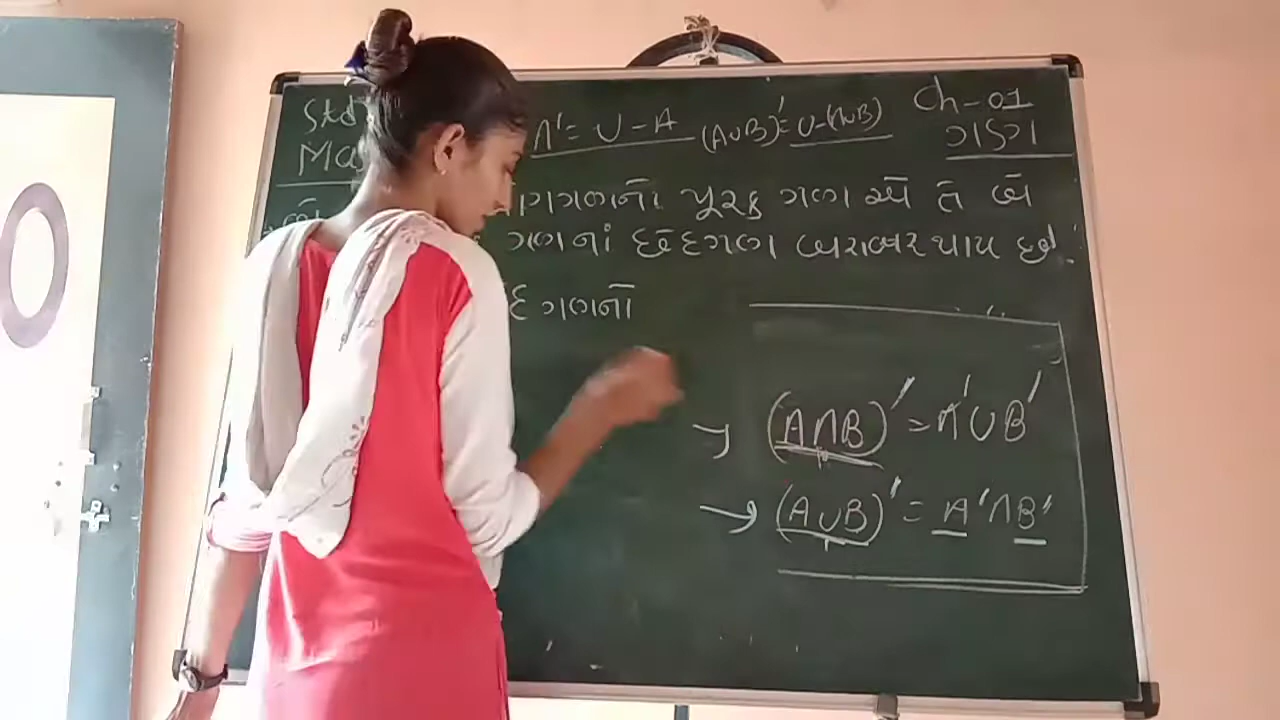 Std
A' = U - A (A∪B)' = U-(A∪B) Ch-01
Ma ગણ
ગણનાં પૂરક ગણ એ તે બે
ગણનાં છેદગણ બરાબર થાય છે.
ગણનો
→ (A∩B)' = A'∪B'
→ (A∪B)' = A'∩B'